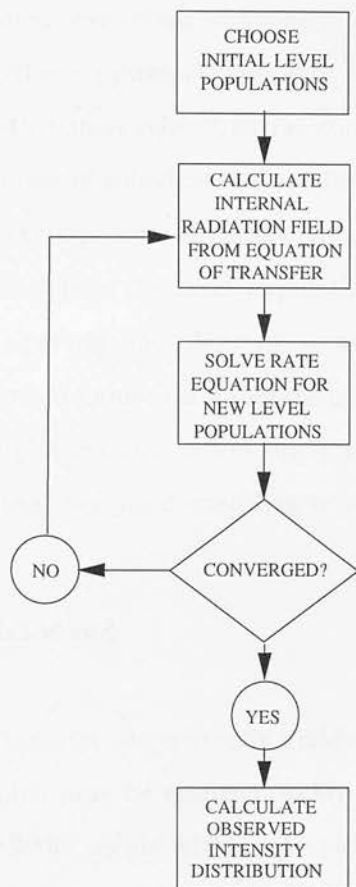 CHOOSE
INITIAL LEVEL
POPULATIONS
CALCULATE
INTERNAL
RADIATION FIELD
FROM EQUATION
OF TRANSFER
SOLVE RATE
EQUATION FOR
NEW LEVEL
POPULATIONS
NO
CONVERGED?
YES
CALCULATE
OBSERVED
INTENSITY
DISTRIBUTION